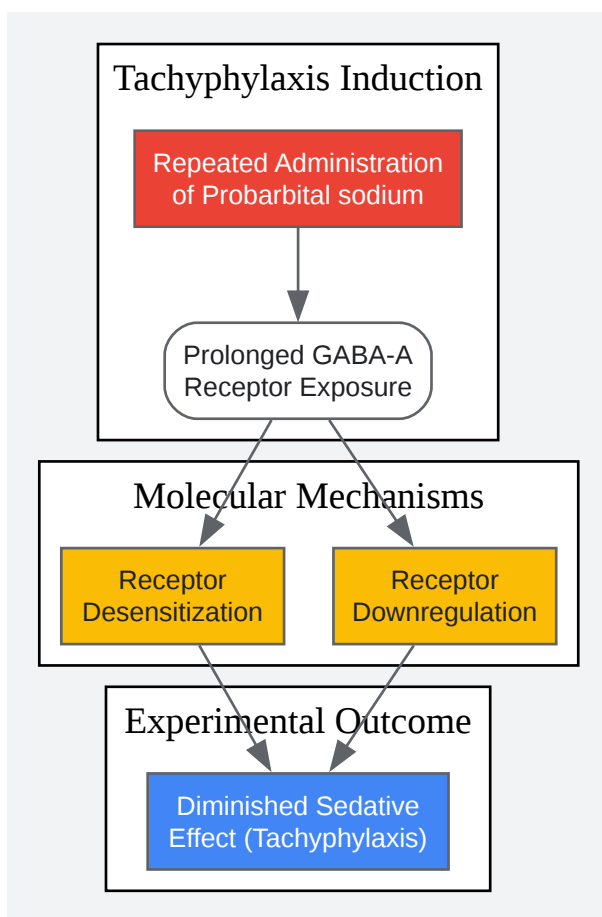 Tachyphylaxis Induction
Repeated Administration
of Probarbital sodium
Prolonged GABA-A
Receptor Exposure
Molecular Mechanisms
Receptor
Desensitization
Receptor
Downregulation
Experimental Outcome
Diminished Sedative
Effect (Tachyphylaxis)